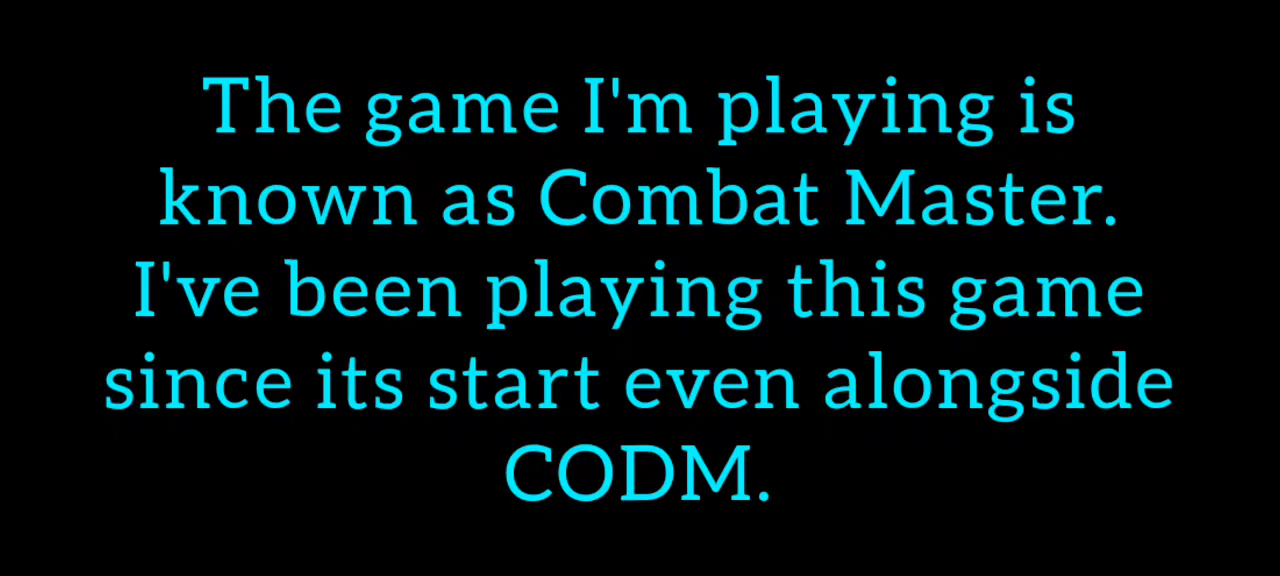 The game I'm playing is
known as Combat Master.
I've been playing this game
since its start even alongside
CODM.